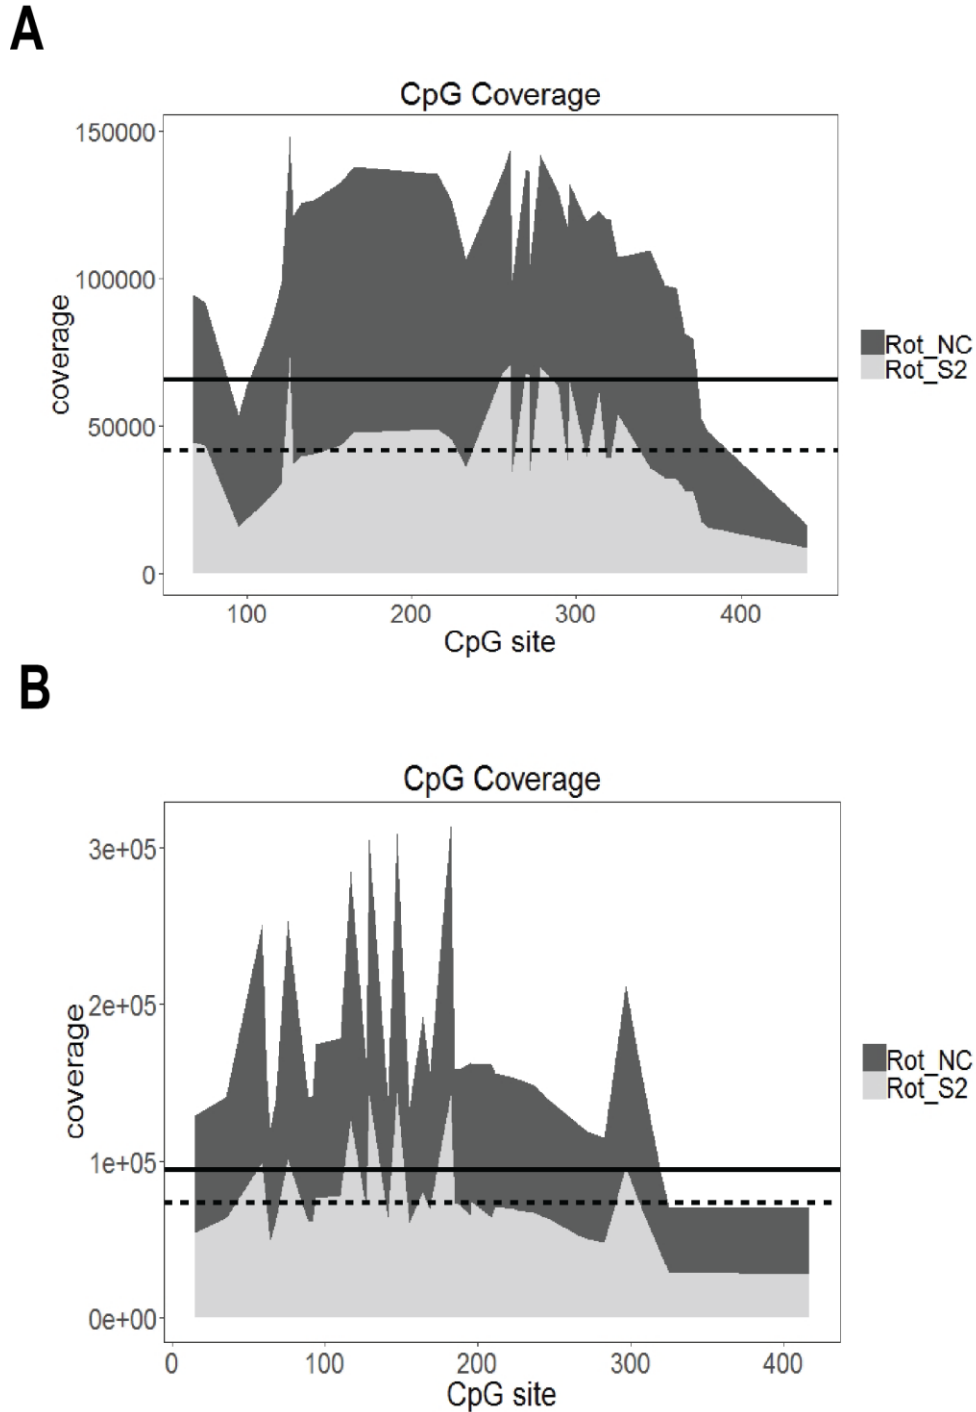 A
CpG Coverage
150000
100000
50000
0
coverage
100 200 300 400
CpG site
Rot_NC
Rot_S2
B
CpG Coverage
3e+05
2e+05
1e+05
0e+00
coverage
0 100 200 300 400
CpG site
Rot_NC
Rot_S2